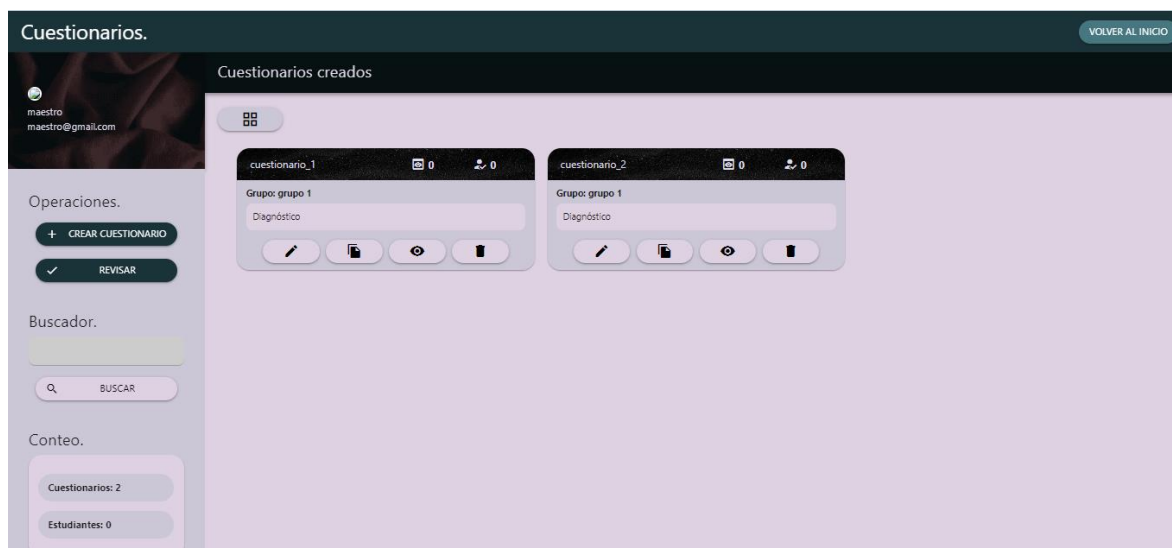 Cuestionarios.
VOLVER AL INICIO
maestro
maestro@gmail.com
Operaciones.
+ CREAR CUESTIONARIO
REVISAR
Buscador.
BUSCAR
Conteo.
Cuestionarios: 2
Estudiantes: 0
Cuestionarios creados
cuestionario_1
0
0
Grupo: grupo 1
Diagnóstico
cuestionario_2
0
0
Grupo: grupo 1
Diagnóstico